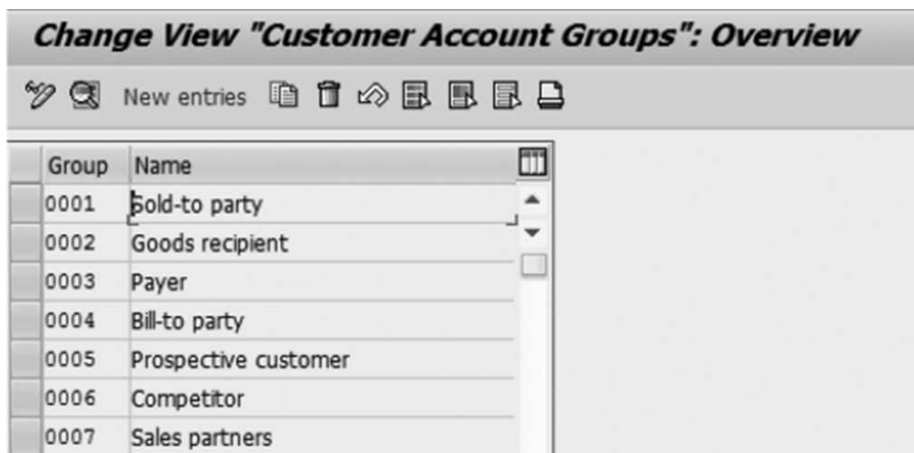 Change View "Customer Account Groups": Overview
New entries
Group Name
0001 Sold-to party
0002 Goods recipient
0003 Payer
0004 Bill-to party
0005 Prospective customer
0006 Competitor
0007 Sales partners